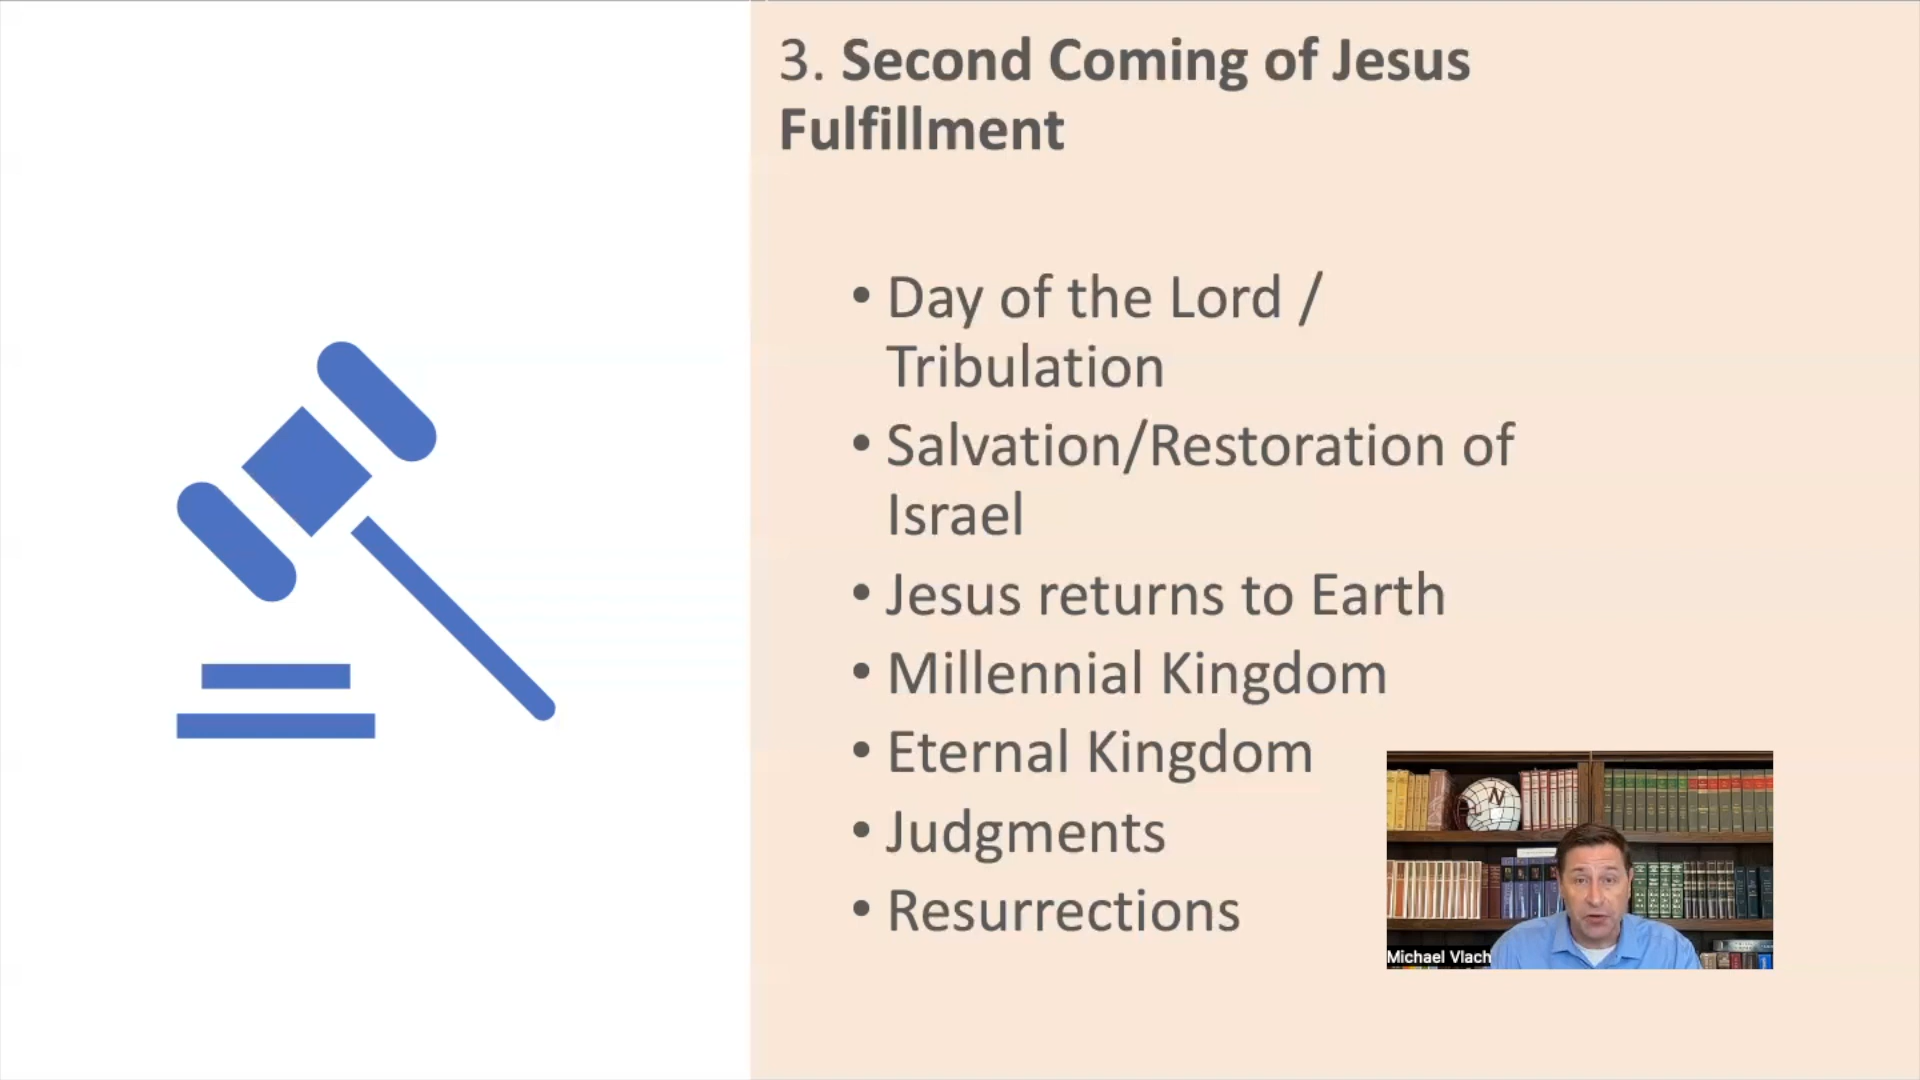 3. Second Coming of Jesus
Fulfillment
• Day of the Lord /
Tribulation
• Salvation/Restoration of
Israel
• Jesus returns to Earth
• Millennial Kingdom
• Eternal Kingdom
• Judgments
• Resurrections
N
Michael Vlach